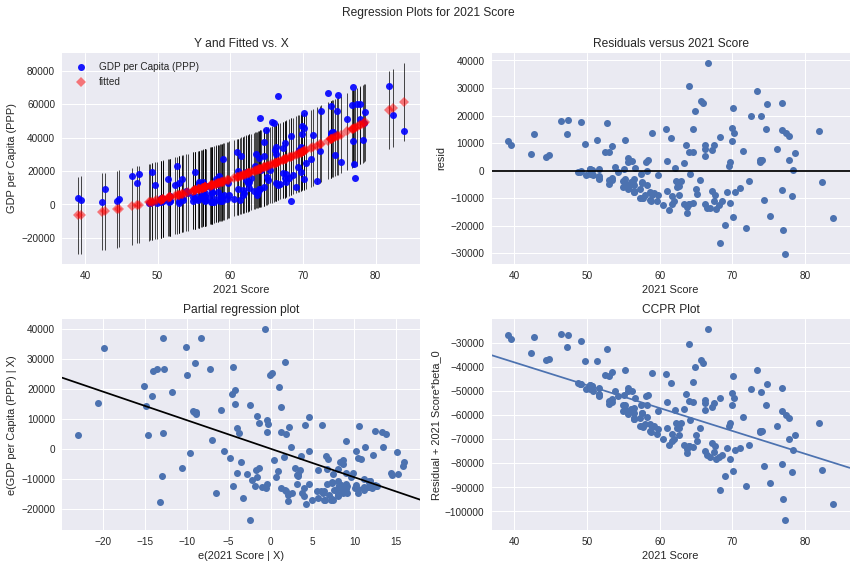 Regression Plots for 2021 Score
Y and Fitted vs. X
GDP per Capita (PPP)
80000
60000
40000
20000
0
−20000
GDP per Capita (PPP)
fitted
40 50 60 70 80
2021 Score
Residuals versus 2021 Score
resid
40000
30000
20000
10000
0
−10000
−20000
−30000
40 50 60 70 80
2021 Score
Partial regression plot
e(GDP per Capita (PPP) | X)
40000
30000
20000
10000
0
−10000
−20000
−20 −15 −10 −5 0 5 10 15
e(2021 Score | X)
CCPR Plot
Residual + 2021 Score*beta_0
−30000
−40000
−50000
−60000
−70000
−80000
−90000
−100000
40 50 60 70 80
2021 Score